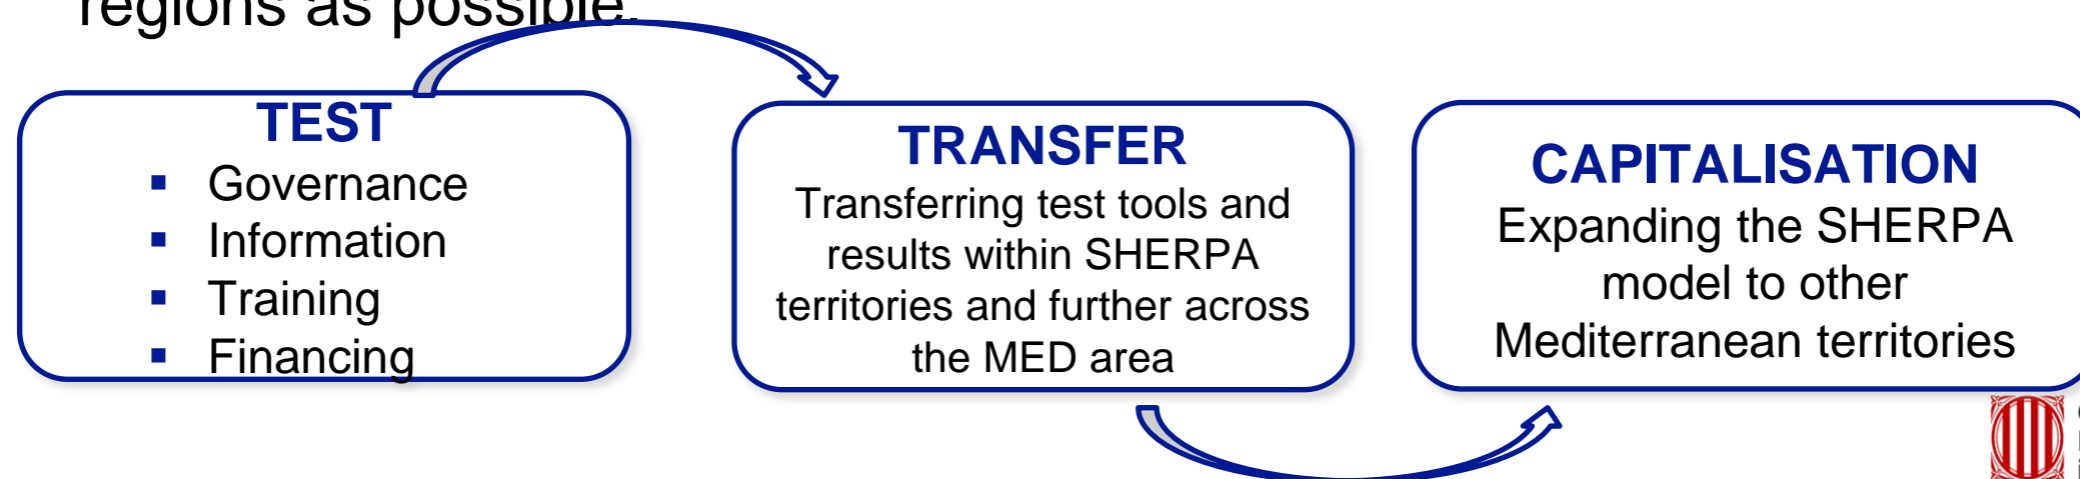 regions as possible.
TEST
▪ Governance
▪ Information
▪ Training
▪ Financing
TRANSFER
Transferring test tools and
results within SHERPA
territories and further across
the MED area
CAPITALISATION
Expanding the SHERPA
model to other
Mediterranean territories